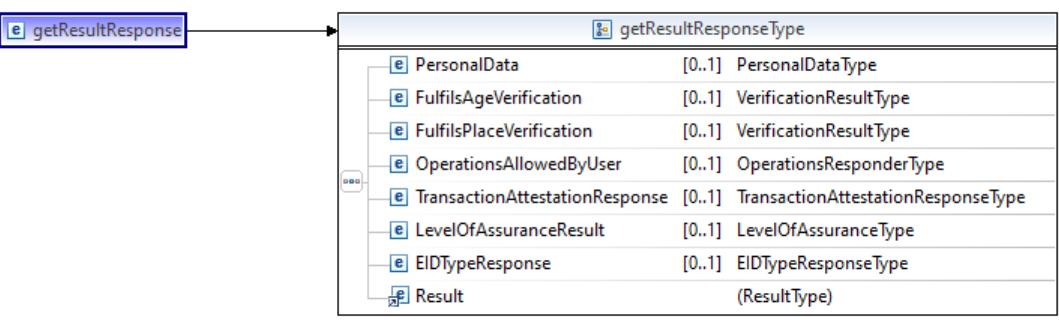 e getResultResponse
getResultResponseType
e PersonalData [0..1] PersonalDataType
e FulfilsAgeVerification [0..1] VerificationResultType
e FulfilsPlaceVerification [0..1] VerificationResultType
e OperationsAllowedByUser [0..1] OperationsResponderType
e TransactionAttestationResponse [0..1] TransactionAttestationResponseType
e LevelOfAssuranceResult [0..1] LevelOfAssuranceType
e EIDTypeResponse [0..1] EIDTypeResponseType
e Result (ResultType)